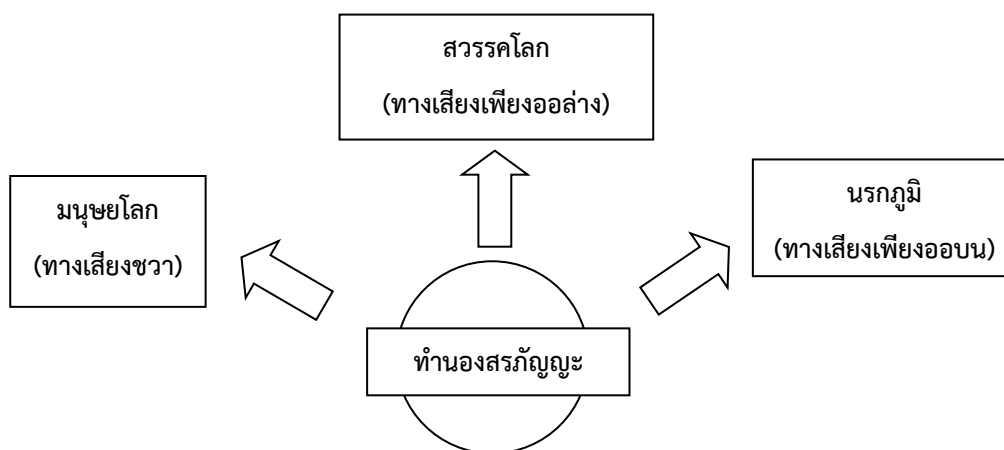 สวรรคโลก
(ทางเสียงเพียงออล่าง)
มนุษยโลก
(ทางเสียงชวา)
นรกภูมิ
(ทางเสียงเพียงออบน)
ทำนองสรภัญญะ